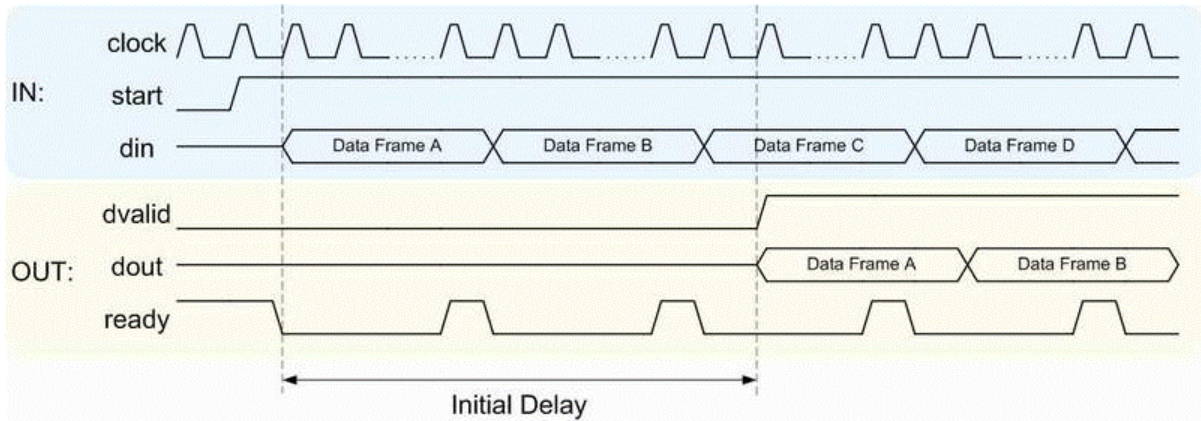 clock
IN:
start
din
Data Frame A
Data Frame B
Data Frame C
Data Frame D
dvalid
OUT:
dout
Data Frame A
Data Frame B
ready
Initial Delay